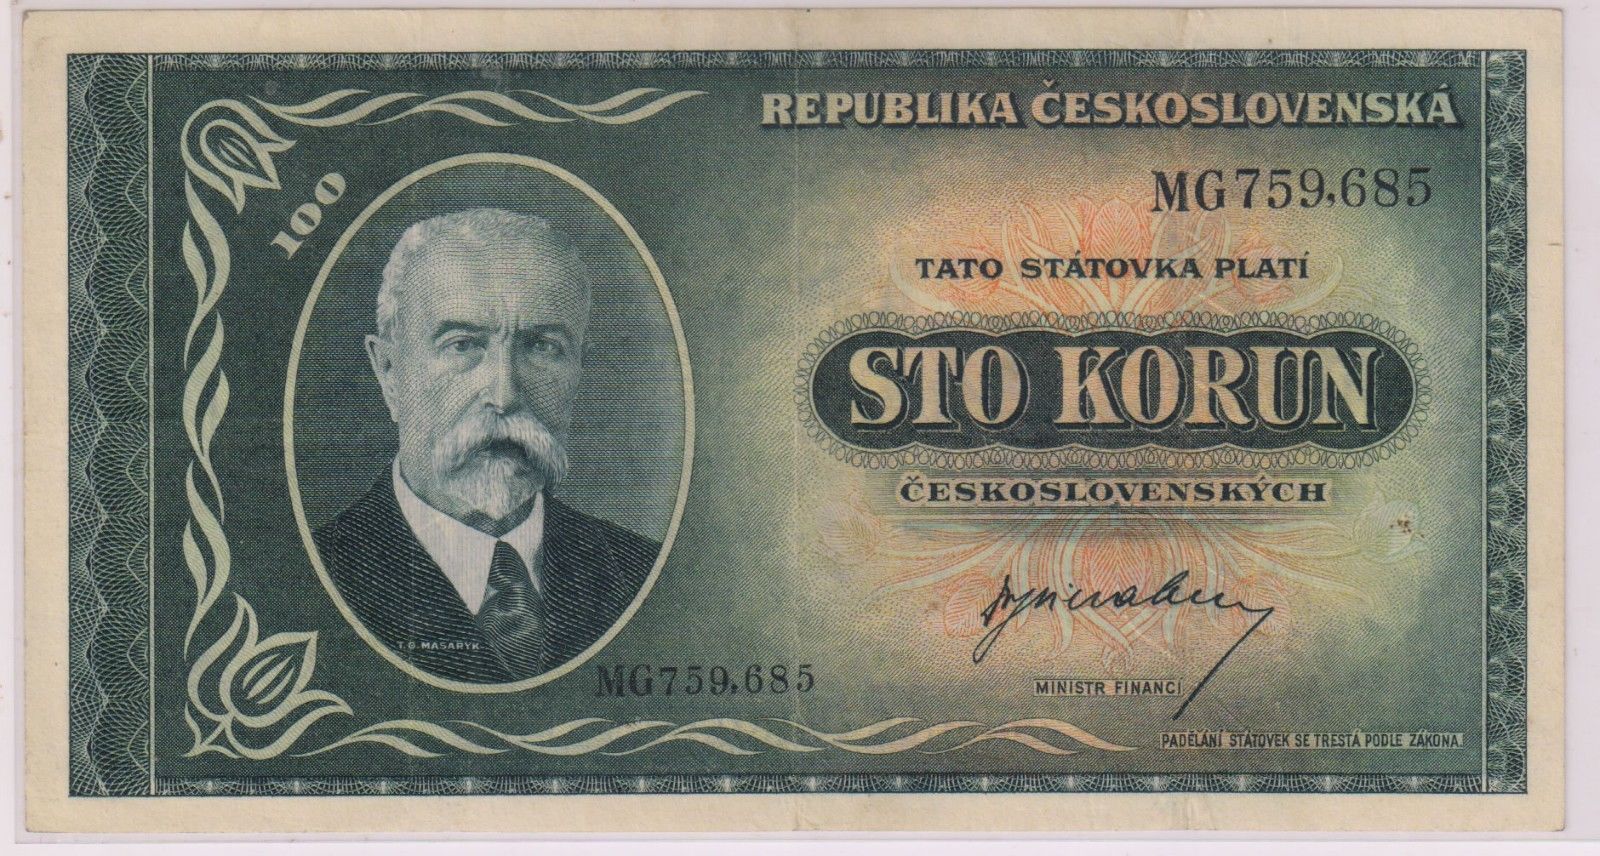 REPUBLIKA ČESKOSLOVENSKÁ
MG759,685
100
TATO STÁTOVKA PLATÍ
STO KORUN
ČESKOSLOVENSKÝCH
T.G. MASARYK
MG759,685
MINISTR FINANCÍ
PADĚLÁNÍ STÁTOVEK SE TRESTÁ PODLE ZÁKONA.